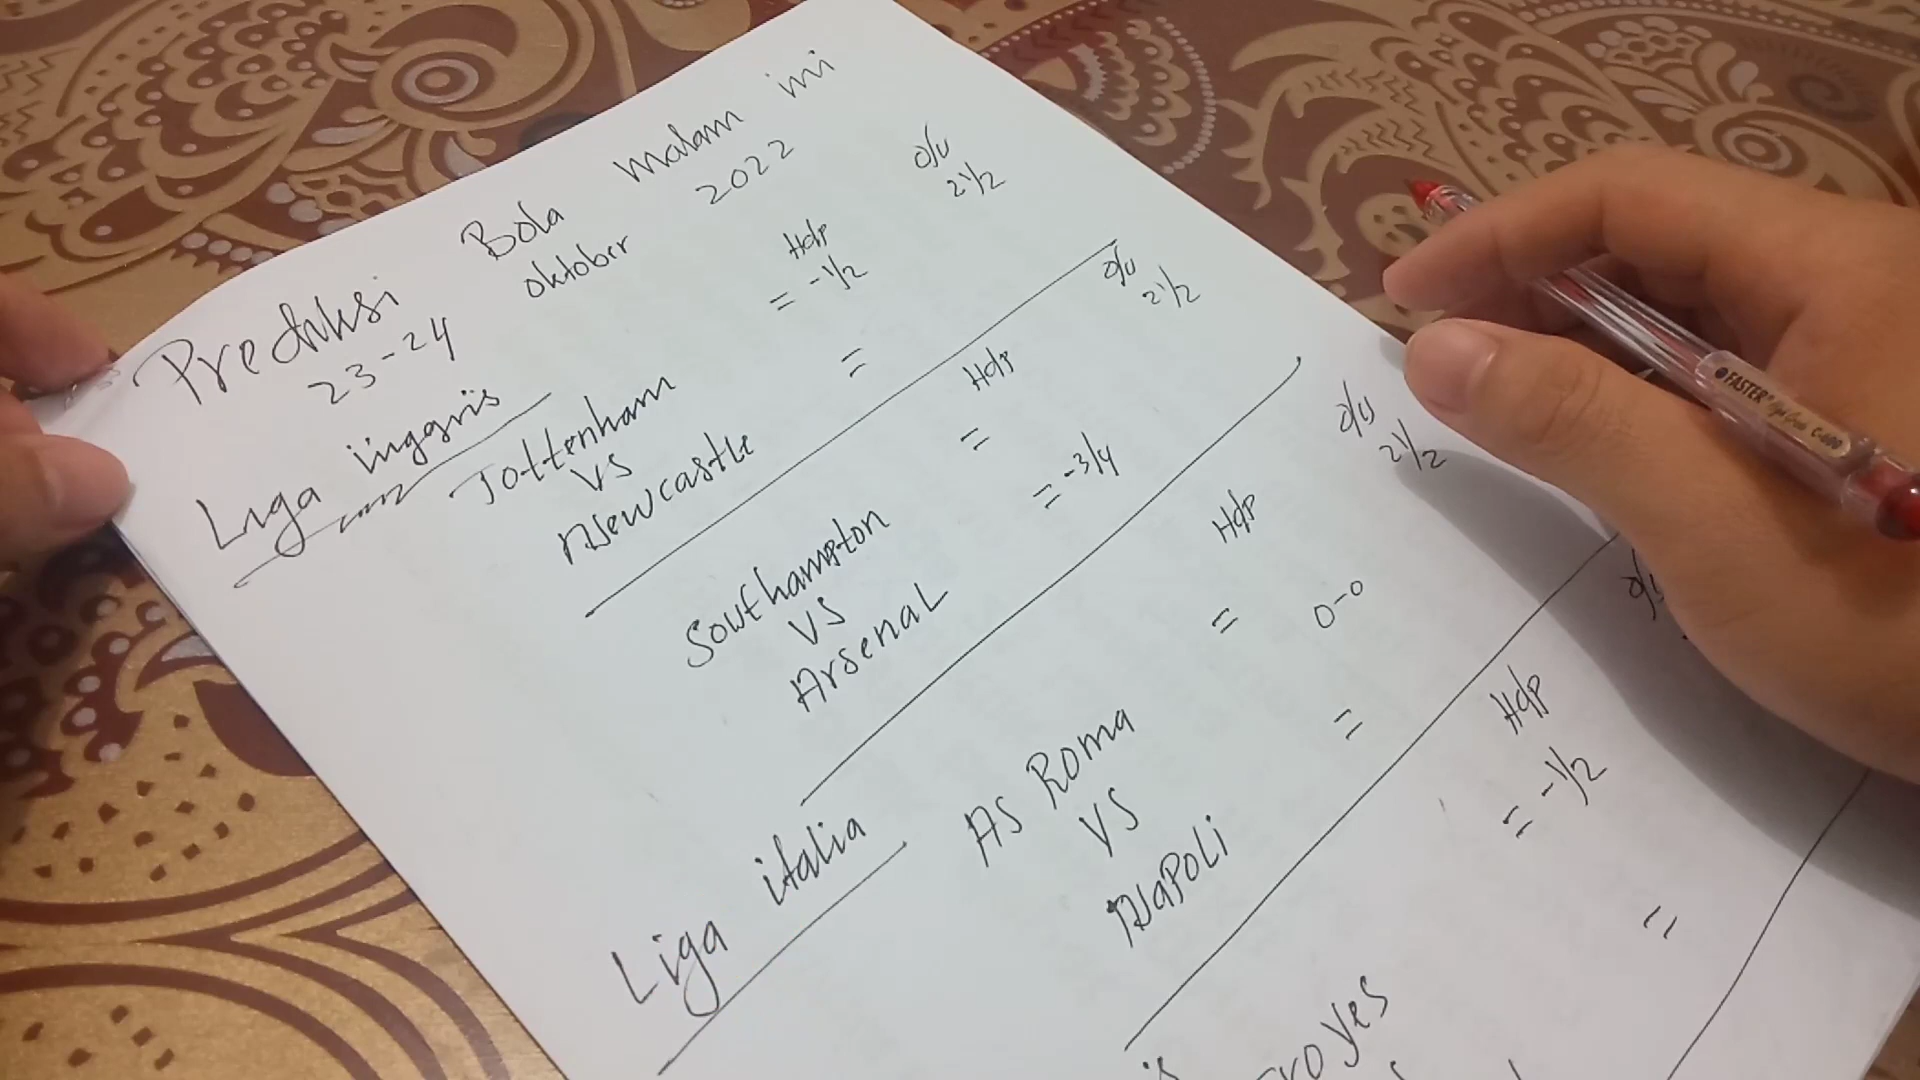 Prediksi Bola malam ini
23-24 oktober 2022
Liga inggris
Hdp O/U
Tottenham = -1/2 2 1/2
VS
Newcastle =
Hdp O/U
Southampton = 2 1/2
VS
Arsenal = -3/4
Liga italia
Hdp O/U
As Roma = 0-0 2 1/2
VS
Napoli =
Hdp O/U
= -1/2
=
FASTER C-600